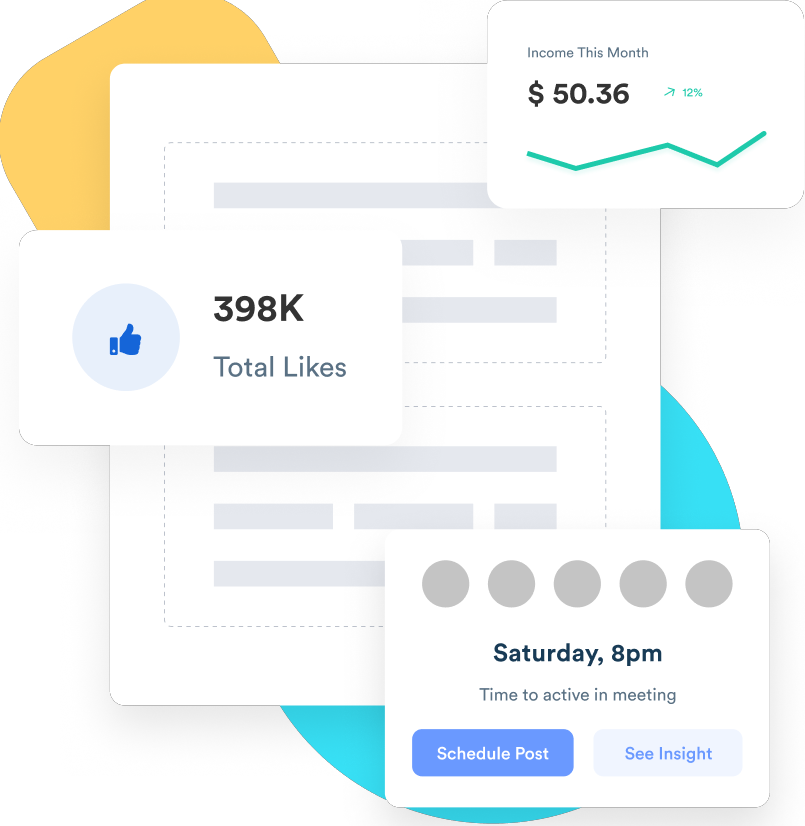 Income This Month
$ 50.36
12%
398K
Total Likes
Saturday, 8pm
Time to active in meeting
Schedule Post
See Insight